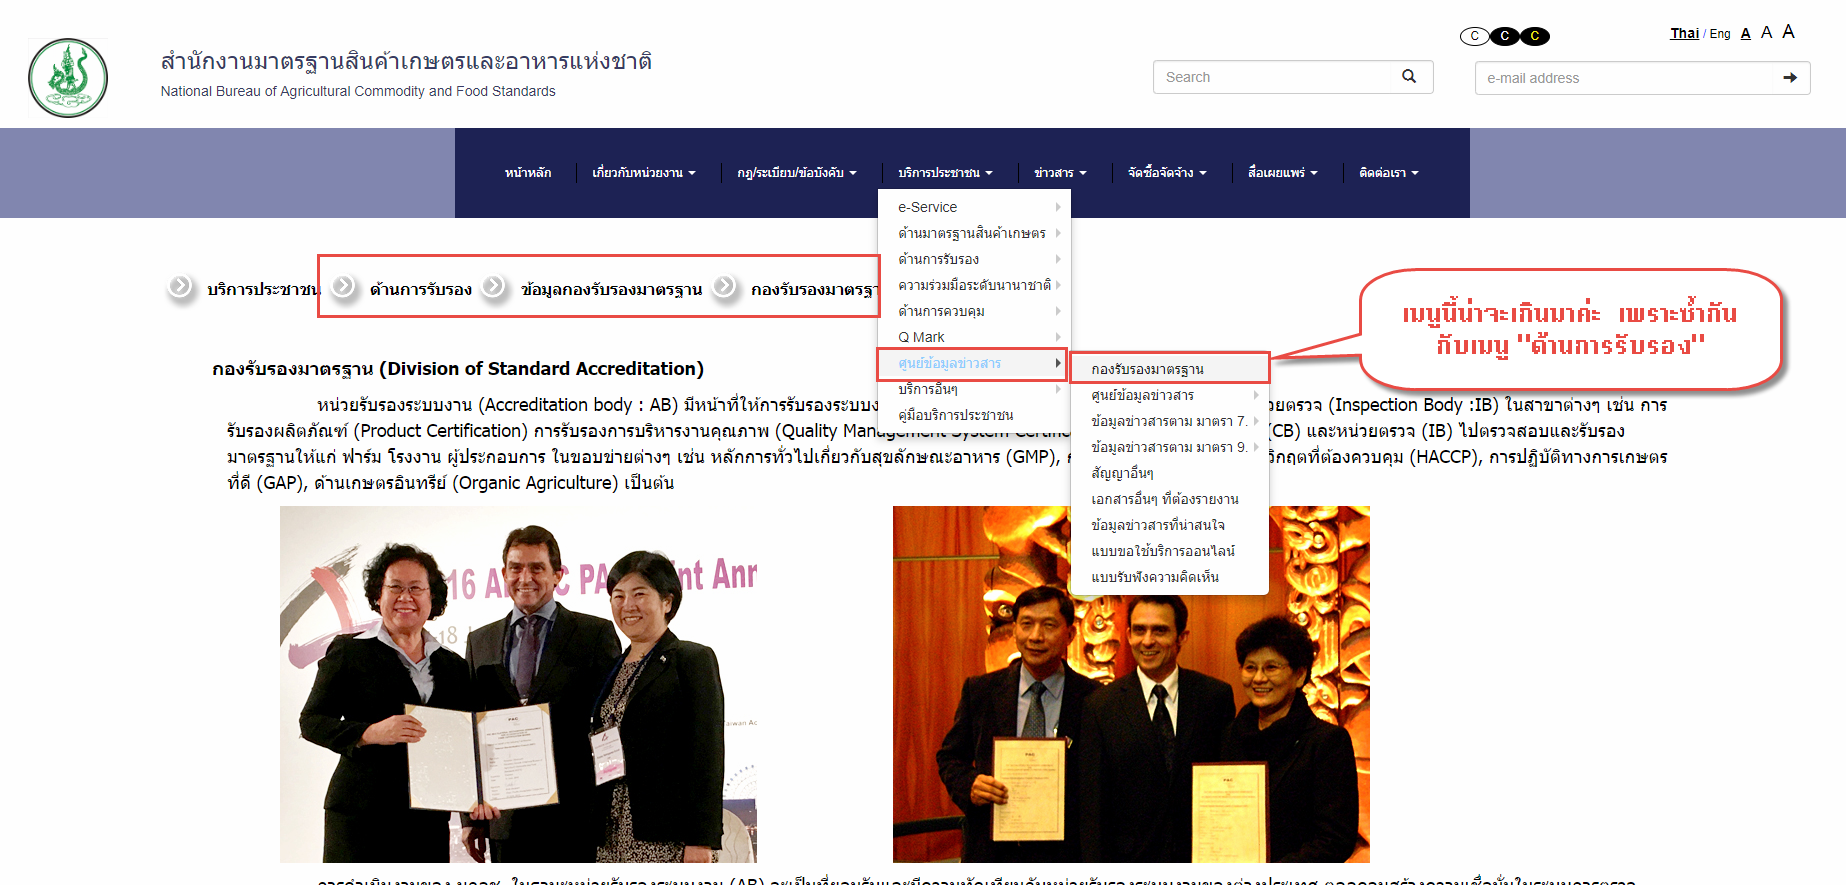 สำนักงานมาตรฐานสินค้าเกษตรและอาหารแห่งชาติ
National Bureau of Agricultural Commodity and Food Standards
C C C
Thai / Eng A A A
Search
e-mail address
หน้าหลัก เกี่ยวกับหน่วยงาน กฎ/ระเบียบ/ข้อบังคับ บริการประชาชน ข่าวสาร จัดซื้อจัดจ้าง สื่อเผยแพร่ ติดต่อเรา
e-Service
ด้านมาตรฐานสินค้าเกษตร
ด้านการรับรอง
ความร่วมมือระดับนานาชาติ
ด้านการควบคุม
Q Mark
ศูนย์ข้อมูลข่าวสาร
บริการอื่นๆ
คู่มือบริการประชาชน
กองรับรองมาตรฐาน
ศูนย์ข้อมูลข่าวสาร
ข้อมูลข่าวสารตาม มาตรา 7.
ข้อมูลข่าวสารตาม มาตรา 9.
สัญญาอื่นๆ
เอกสารอื่นๆ ที่ต้องรายงาน
ข้อมูลข่าวสารที่น่าสนใจ
แบบขอใช้บริการออนไลน์
แบบรับฟังความคิดเห็น
เมนูนี้น่าจะเกินมาค่ะ เพราะซ้ำกัน
กับเมนู "ด้านการรับรอง"
บริการประชาชน ด้านการรับรอง ข้อมูลกองรับรองมาตรฐาน กองรับรองมาตรฐา
กองรับรองมาตรฐาน (Division of Standard Accreditation)
หน่วยรับรองระบบงาน (Accreditation body : AB) มีหน้าที่ให้การรับรองระบบง ยตรวจ (Inspection Body :IB) ในสาขาต่างๆ เช่น การ
รับรองผลิตภัณฑ์ (Product Certification) การรับรองการบริหารงานคุณภาพ (Quality Management System (CB) และหน่วยตรวจ (IB) ไปตรวจสอบและรับรอง
มาตรฐานให้แก่ ฟาร์ม โรงงาน ผู้ประกอบการ ในขอบข่ายต่างๆ เช่น หลักการทั่วไปเกี่ยวกับสุขลักษณะอาหาร (GMP), วิกฤตที่ต้องควบคุม (HACCP), การปฏิบัติทางการเกษตร
ที่ดี (GAP), ด้านเกษตรอินทรีย์ (Organic Agriculture) เป็นต้น